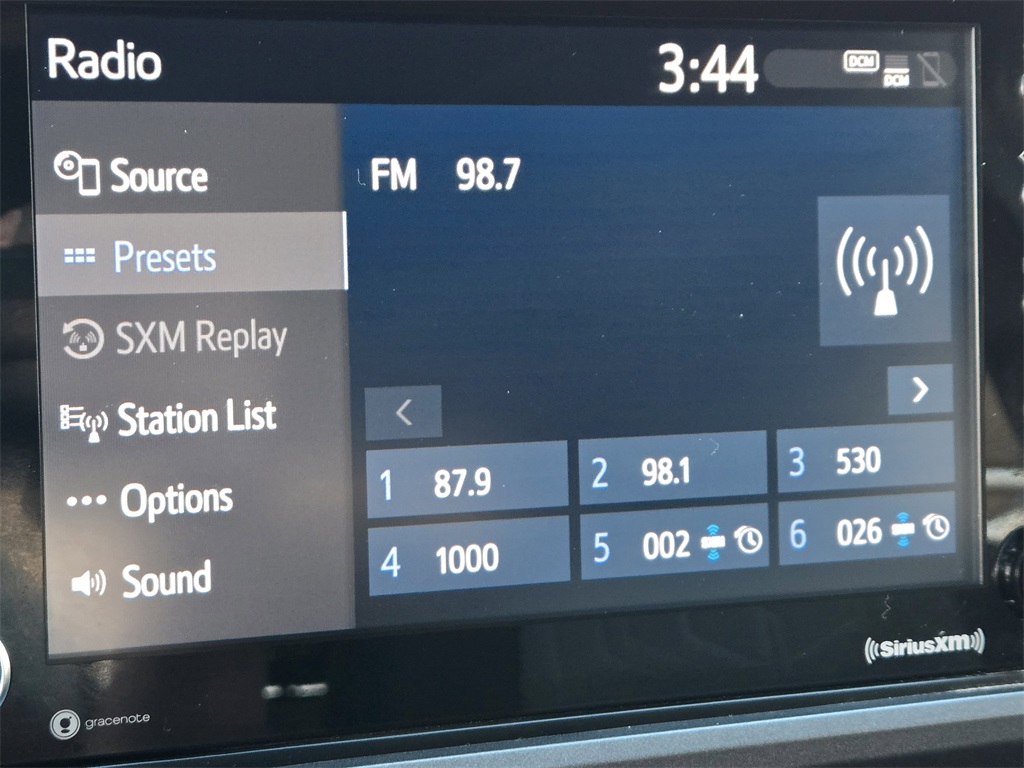 Radio
3:44
DCM
DCM
Source
FM 98.7
Presets
SXM Replay
Station List
1 87.9
2 98.1
3 530
Options
4 1000
5 002
6 026
Sound
((SiriusXM))
gracenote